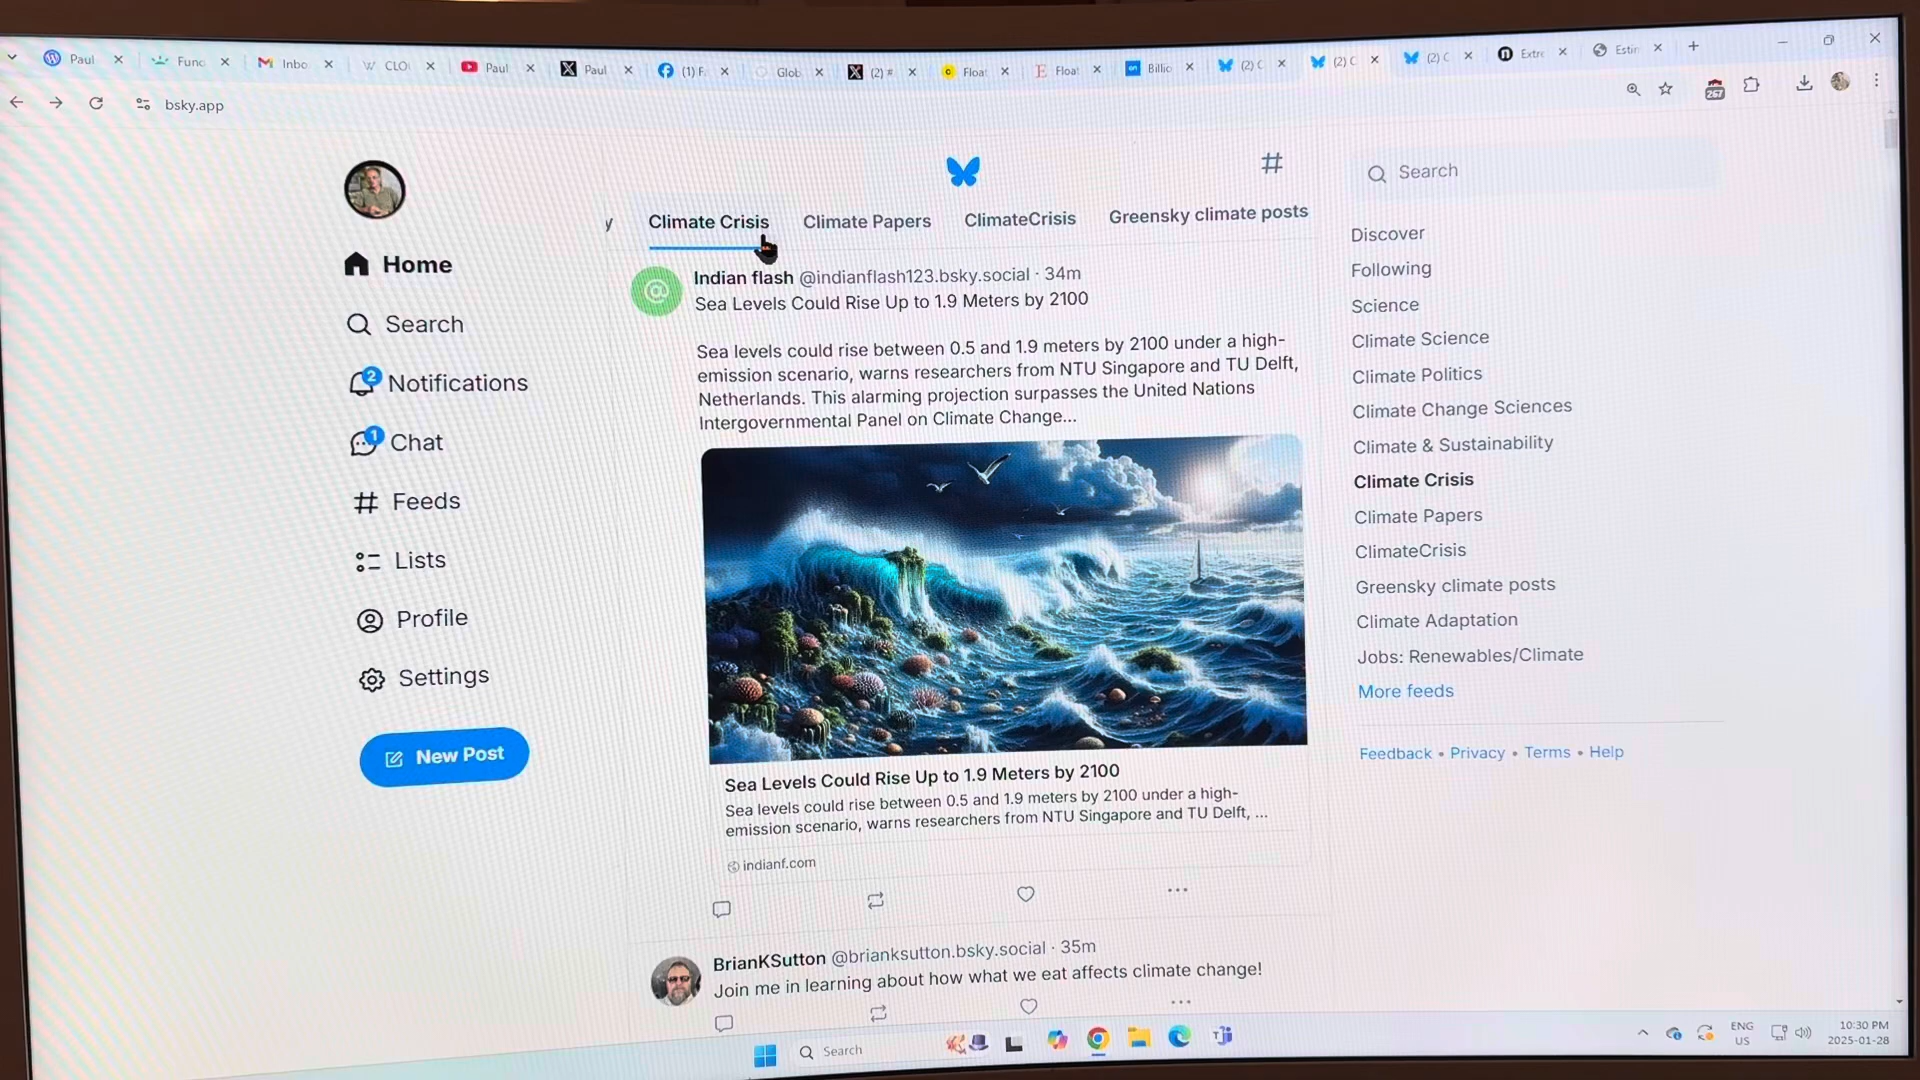 Paul
Func
Inbo
CLO
Paul
Paul
(1) F
Glob
(2) #
Float
Float
Billio
(2) C
(2) C
(2) C
Extre
Estin
bsky.app
267
Search
y
Climate Crisis
Climate Papers
ClimateCrisis
Greensky climate posts
Home
Search
2
Notifications
1
Chat
Feeds
Lists
Profile
Settings
New Post
Indian flash @indianflash123.bsky.social · 34m
Sea Levels Could Rise Up to 1.9 Meters by 2100
Sea levels could rise between 0.5 and 1.9 meters by 2100 under a high-
emission scenario, warns researchers from NTU Singapore and TU Delft,
Netherlands. This alarming projection surpasses the United Nations
Intergovernmental Panel on Climate Change...
Sea Levels Could Rise Up to 1.9 Meters by 2100
Sea levels could rise between 0.5 and 1.9 meters by 2100 under a high-
emission scenario, warns researchers from NTU Singapore and TU Delft, ...
indianf.com
BrianKSutton @brianksutton.bsky.social · 35m
Join me in learning about how what we eat affects climate change!
Discover
Following
Science
Climate Science
Climate Politics
Climate Change Sciences
Climate & Sustainability
Climate Crisis
Climate Papers
ClimateCrisis
Greensky climate posts
Climate Adaptation
Jobs: Renewables/Climate
More feeds
Feedback • Privacy • Terms • Help
Search
ENG
US
10:30 PM
2025-01-28